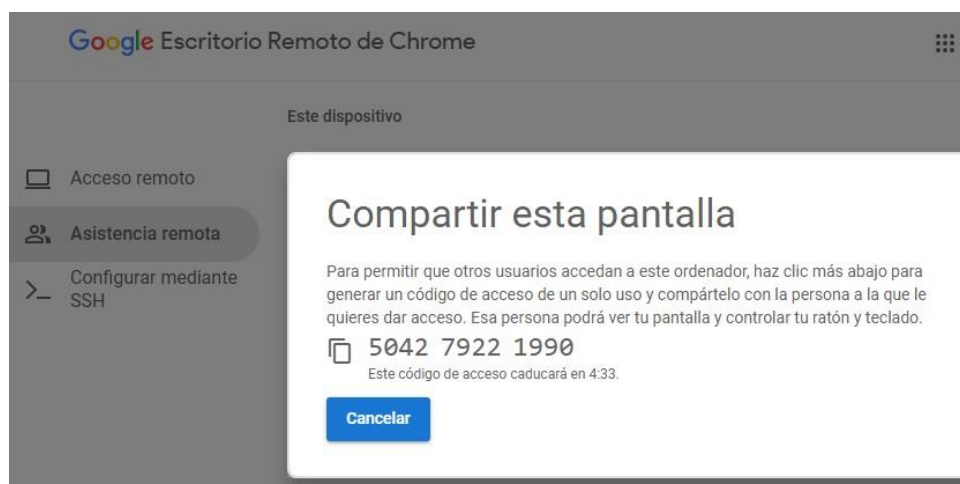 Google Escritorio Remoto de Chrome
Este dispositivo
Acceso remoto
Asistencia remota
Configurar mediante
SSH
Compartir esta pantalla
Para permitir que otros usuarios accedan a este ordenador, haz clic más abajo para
generar un código de acceso de un solo uso y compártelo con la persona a la que le
quieres dar acceso. Esa persona podrá ver tu pantalla y controlar tu ratón y teclado.
5042 7922 1990
Este código de acceso caducará en 4:33.
Cancelar